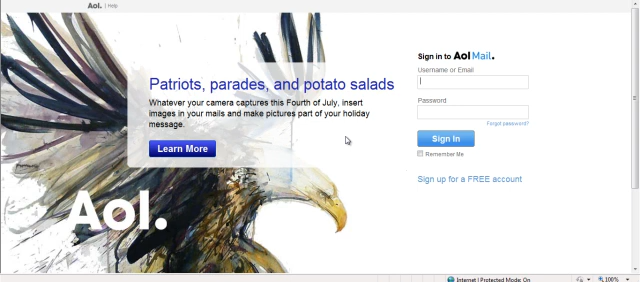 Aol. | Help
Sign in to Aol Mail.
Username or Email
Password
Forgot password?
Sign In
Remember Me
Sign up for a FREE account
Patriots, parades, and potato salads
Whatever your camera captures this Fourth of July, insert
images in your mails and make pictures part of your holiday
message.
Learn More
Aol.
Internet | Protected Mode: On
100%